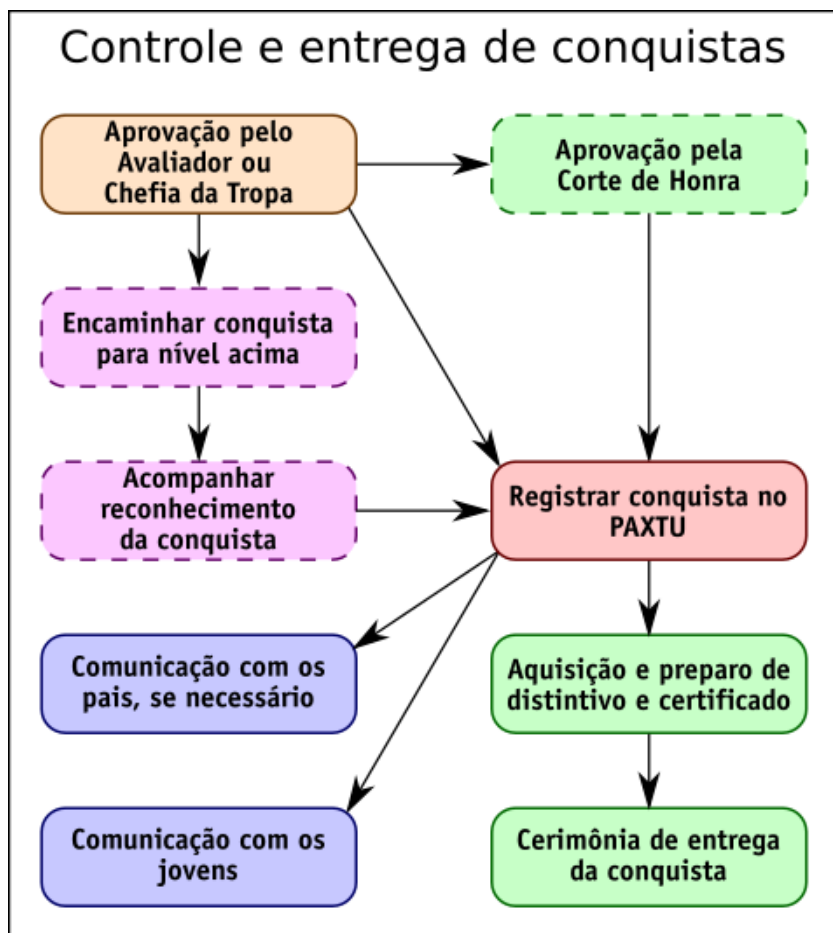 Controle e entrega de conquistas
Aprovação pelo
Avaliador ou
Chefia da Tropa
Aprovação pela
Corte de Honra
Encaminhar conquista
para nível acima
Acompanhar
reconhecimento
da conquista
Registrar conquista no
PAXTU
Comunicação com os
pais, se necessário
Aquisição e preparo de
distintivo e certificado
Comunicação com os
jovens
Cerimônia de entrega
da conquista